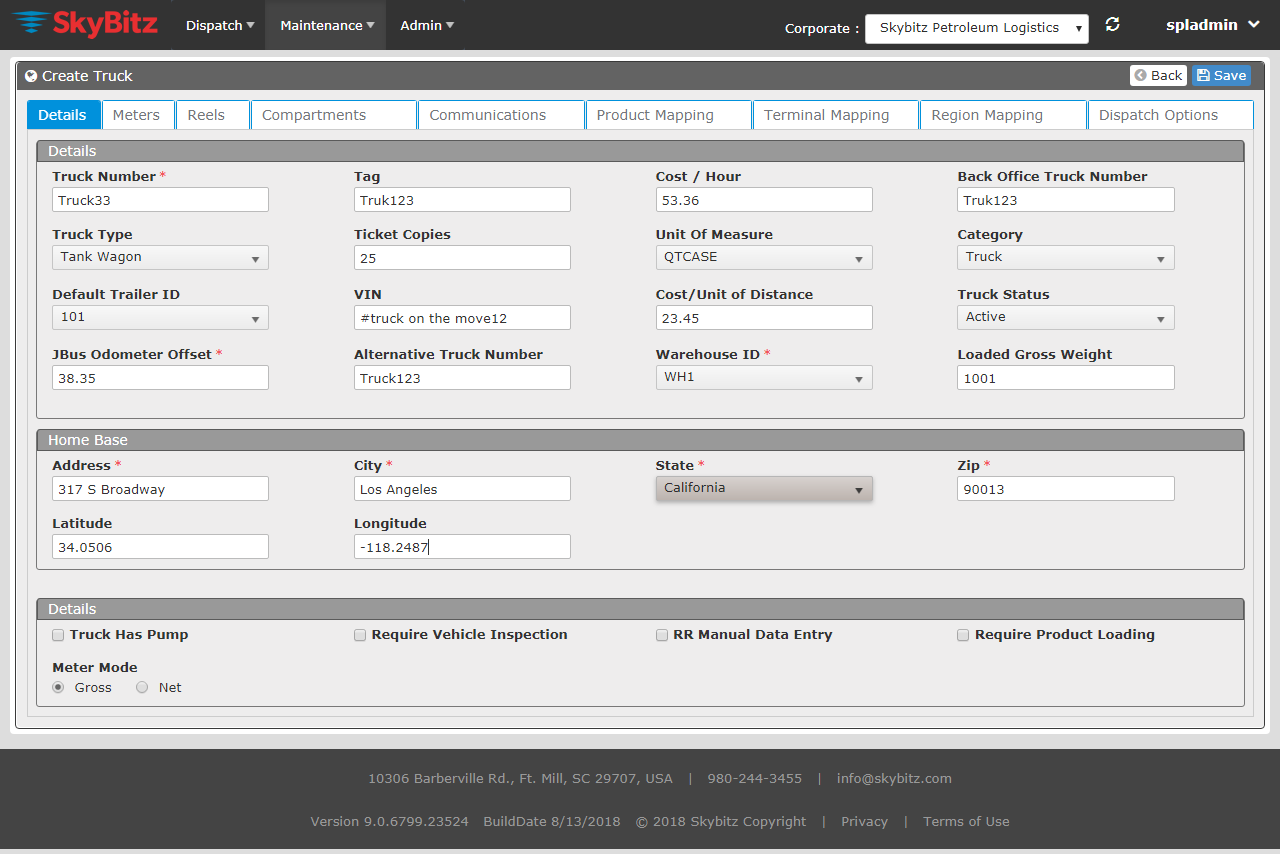 SkyBitz Dispatch Maintenance Admin Corporate : Skybitz Petroleum Logistics spladmin
Create Truck Back Save
Details Meters Reels Compartments Communications Product Mapping Terminal Mapping Region Mapping Dispatch Options
Details
Truck Number * Tag Cost / Hour Back Office Truck Number
Truck33 Truk123 53.36 Truk123
Truck Type Ticket Copies Unit Of Measure Category
Tank Wagon 25 QTCASE Truck
Default Trailer ID VIN Cost/Unit of Distance Truck Status
101 #truck on the move12 23.45 Active
JBus Odometer Offset * Alternative Truck Number Warehouse ID * Loaded Gross Weight
38.35 Truck123 WH1 1001
Home Base
Address * City * State * Zip *
317 S Broadway Los Angeles California 90013
Latitude Longitude
34.0506 -118.2487
Details
Truck Has Pump Require Vehicle Inspection RR Manual Data Entry Require Product Loading
Meter Mode
Gross Net
10306 Barberville Rd., Ft. Mill, SC 29707, USA | 980-244-3455 | info@skybitz.com
Version 9.0.6799.23524 BuildDate 8/13/2018 © 2018 Skybitz Copyright | Privacy | Terms of Use